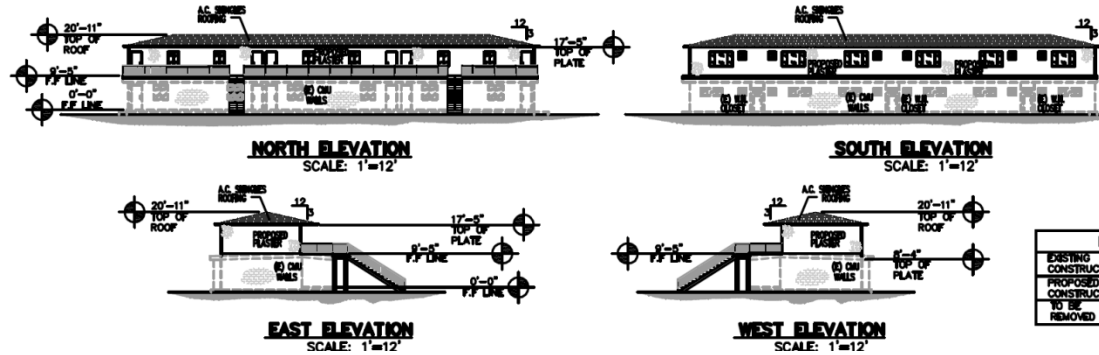 A.C. SHINGLES
ROOFING
12
3
20'-11"
TOP OF
ROOF
17'-5"
TOP OF
PLATE
9'-5"
F.F LINE
0'-0"
F.F LINE
PROPOSED
PLASTER
(E) CMU
WALLS
NORTH ELEVATION
SCALE: 1'=12'
A.C. SHINGLES
ROOFING
12
3
PROPOSED
PLASTER
PROPOSED
PLASTER
(E) W.H.
CLOSET
(E) CMU
WALLS
(E) W.H.
CLOSET
(E) W.H.
CLOSET
SOUTH ELEVATION
SCALE: 1'=12'
A.C. SHINGLES
ROOFING
12
3
20'-11"
TOP OF
ROOF
17'-5"
TOP OF
PLATE
PROPOSED
PLASTER
9'-5"
F.F LINE
(E) CMU
WALLS
0'-0"
F.F LINE
EAST ELEVATION
SCALE: 1'=12'
A.C. SHINGLES
ROOFING
12
3
20'-11"
TOP OF
ROOF
PROPOSED
PLASTER
9'-5"
F.F LINE
8'-4"
TOP OF
PLATE
(E) CMU
WALLS
WEST ELEVATION
SCALE: 1'=12'
EXISTING
CONSTRUC
PROPOSED
CONSTRUC
TO BE
REMOVED